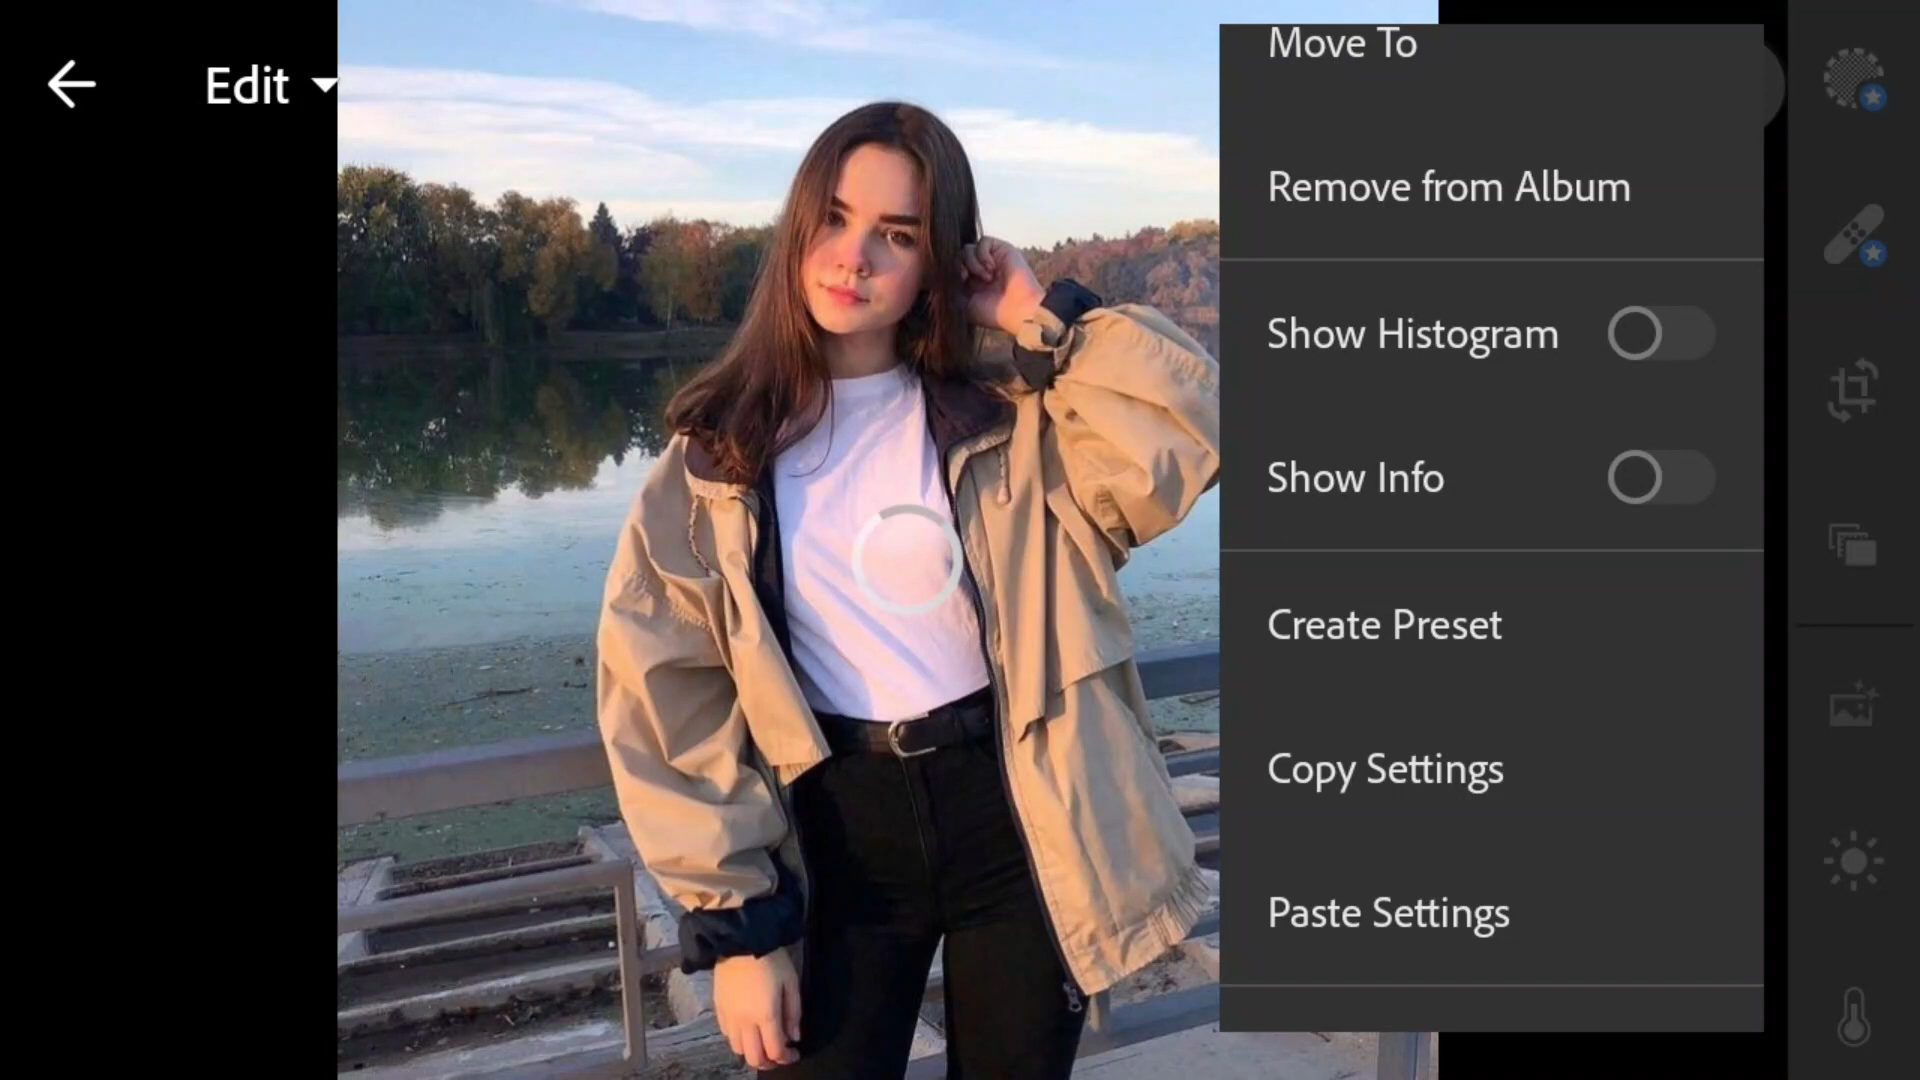 Edit
Move To
Remove from Album
Show Histogram
Show Info
Create Preset
Copy Settings
Paste Settings